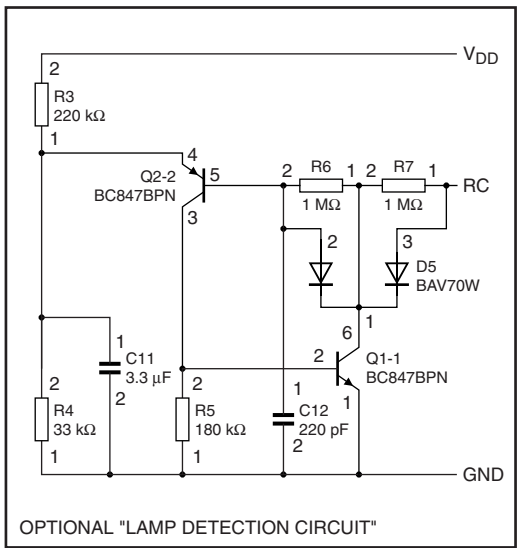 V_DD
2
R3
220 kΩ
1
4
Q2-2
BC847BPN
5
3
2 R6 1
1 MΩ
2 R7 1
1 MΩ
RC
2
3
D5
BAV70W
1
C11
3.3 μF
2
2
R4
33 kΩ
1
2
R5
180 kΩ
1
6
1
2
Q1-1
BC847BPN
1
1
C12
220 pF
2
GND
OPTIONAL "LAMP DETECTION CIRCUIT"